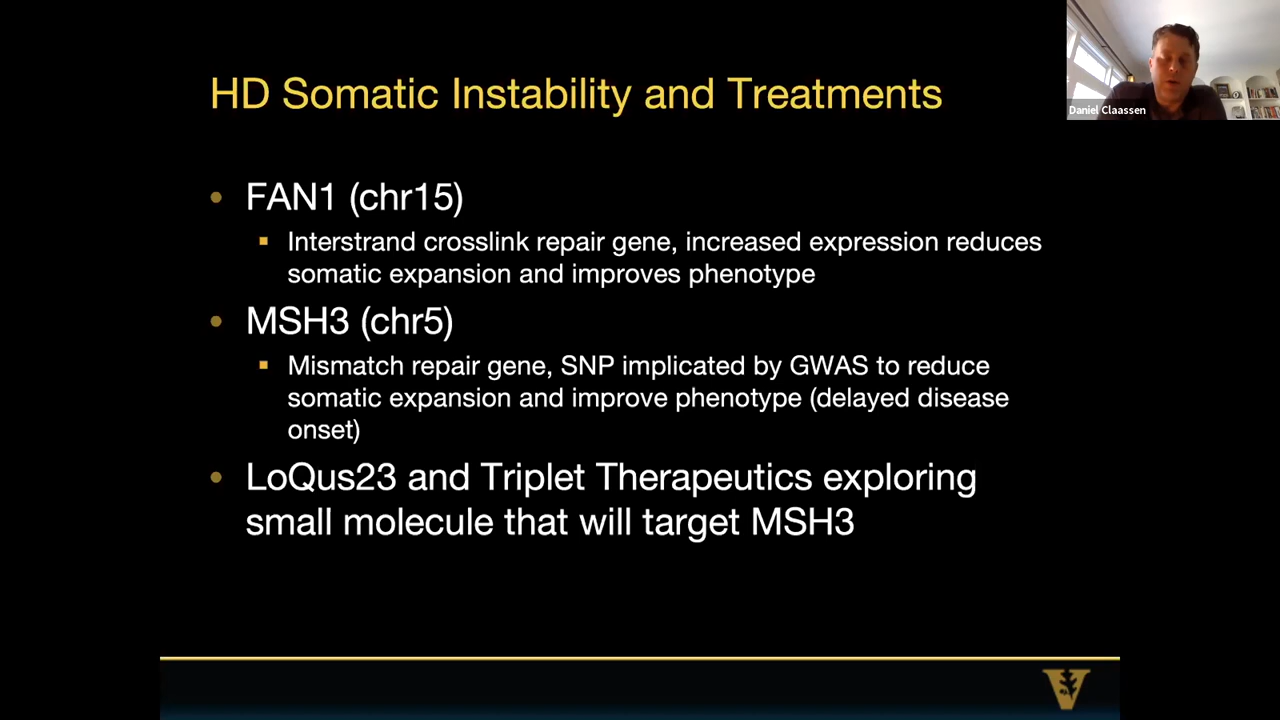 HD Somatic Instability and Treatments
Daniel Claassen
• FAN1 (chr15)
▪ Interstrand crosslink repair gene, increased expression reduces
somatic expansion and improves phenotype
• MSH3 (chr5)
▪ Mismatch repair gene, SNP implicated by GWAS to reduce
somatic expansion and improve phenotype (delayed disease
onset)
• LoQus23 and Triplet Therapeutics exploring
small molecule that will target MSH3
V